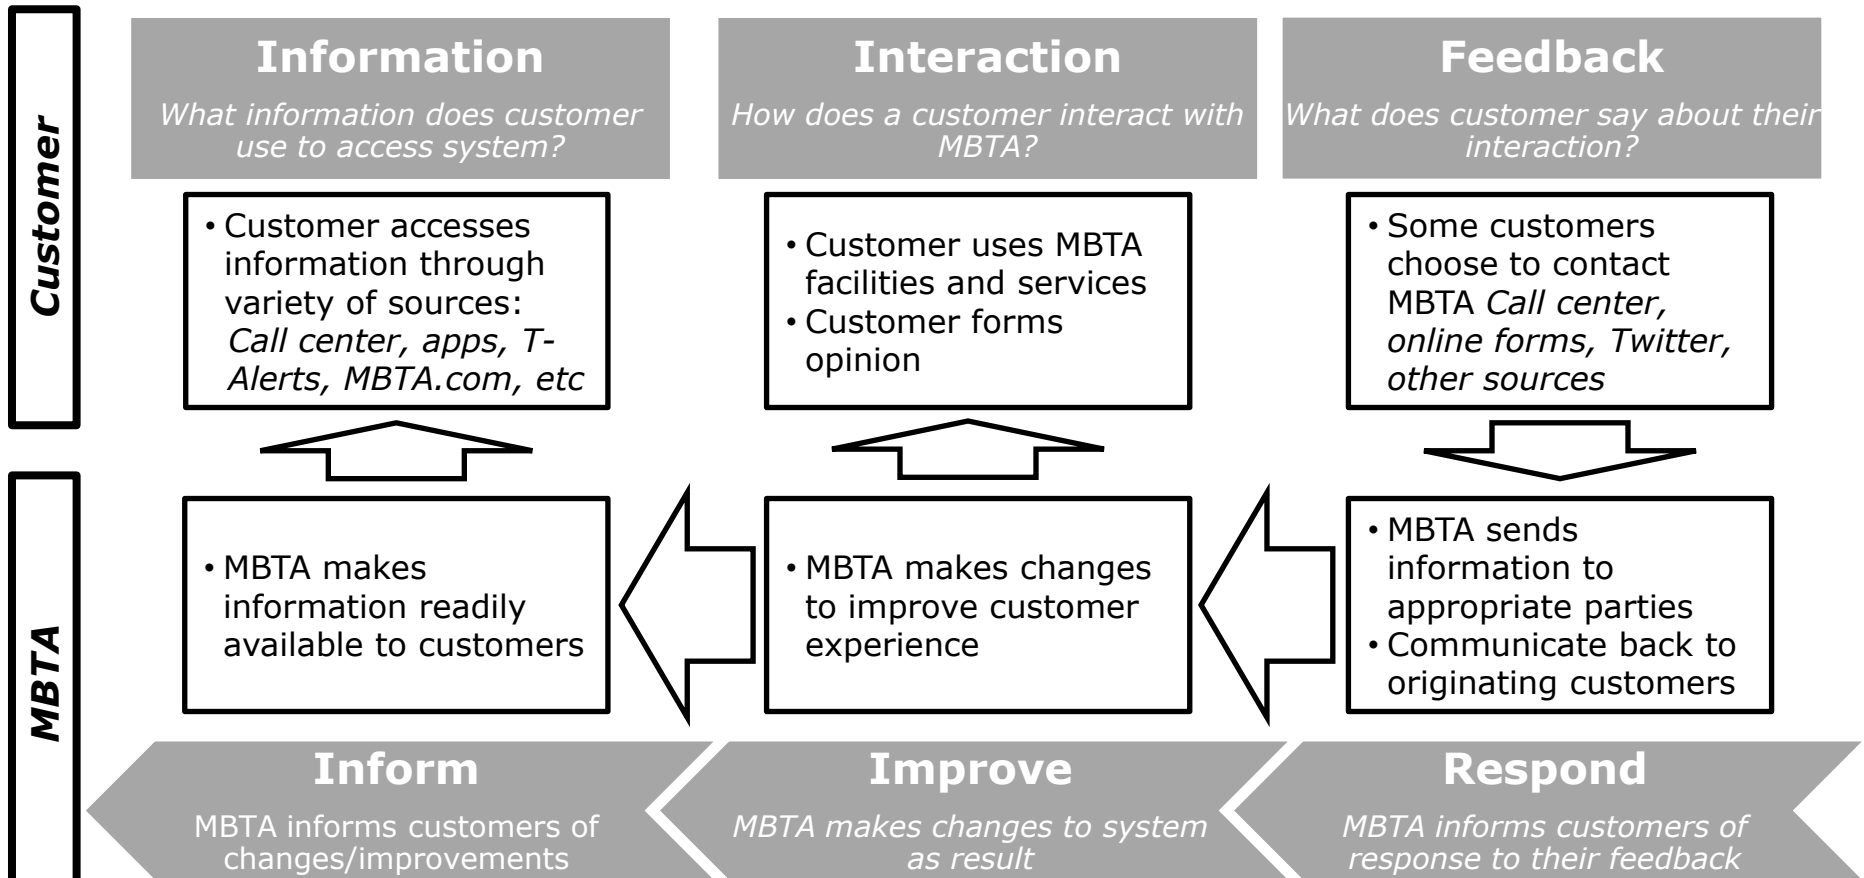 Customer
Information
What information does customer
use to access system?
Interaction
How does a customer interact with
MBTA?
Feedback
What does customer say about their
interaction?
• Customer accesses
information through
variety of sources:
Call center, apps, T-
Alerts, MBTA.com, etc
• Customer uses MBTA
facilities and services
• Customer forms
opinion
• Some customers
choose to contact
MBTA Call center,
online forms, Twitter,
other sources
MBTA
• MBTA makes
information readily
available to customers
• MBTA makes changes
to improve customer
experience
• MBTA sends
information to
appropriate parties
• Communicate back to
originating customers
Inform
MBTA informs customers of
changes/improvements
Improve
MBTA makes changes to system
as result
Respond
MBTA informs customers of
response to their feedback